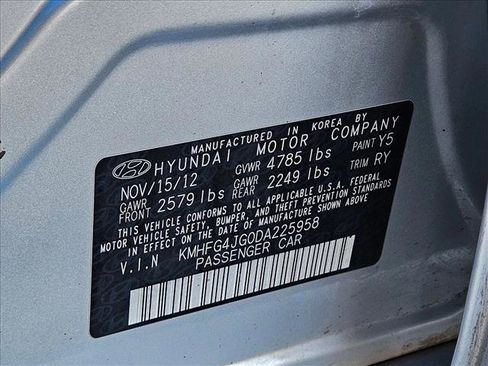 MANUFACTURED IN KOREA BY
HYUNDAI MOTOR COMPANY
NOV/15/12 GVWR 4785 lbs PAINT Y5
GAWR FRONT 2579 lbs GAWR REAR 2249 lbs TRIM RY
THIS VEHICLE CONFORMS TO ALL APPLICABLE U.S.A. FEDERAL
MOTOR VEHICLE SAFETY, BUMPER, AND THEFT PREVENTION STANDARDS
IN EFFECT ON THE DATE OF MANUFACTURE SHOWN ABOVE.
V.I.N KMHFG4JG0DA225958
PASSENGER CAR